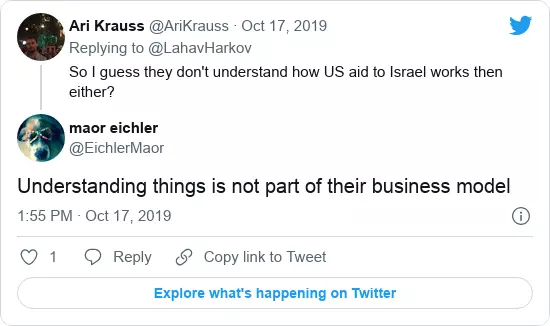 Ari Krauss @AriKrauss · Oct 17, 2019
Replying to @LahavHarkov
So I guess they don't understand how US aid to Israel works then
either?
maor eichler
@EichlerMaor
Understanding things is not part of their business model
1:55 PM · Oct 17, 2019
1 Reply Copy link to Tweet
Explore what's happening on Twitter